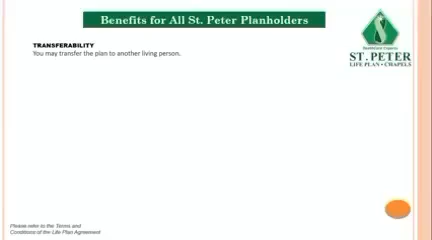 Benefits for All St. Peter Planholders
TRANSFERABILITY
You may transfer the plan to another living person.
ST. PETER
LIFE PLAN • CHAPELS
Please refer to the Terms and
Conditions of the Life Plan Agreement